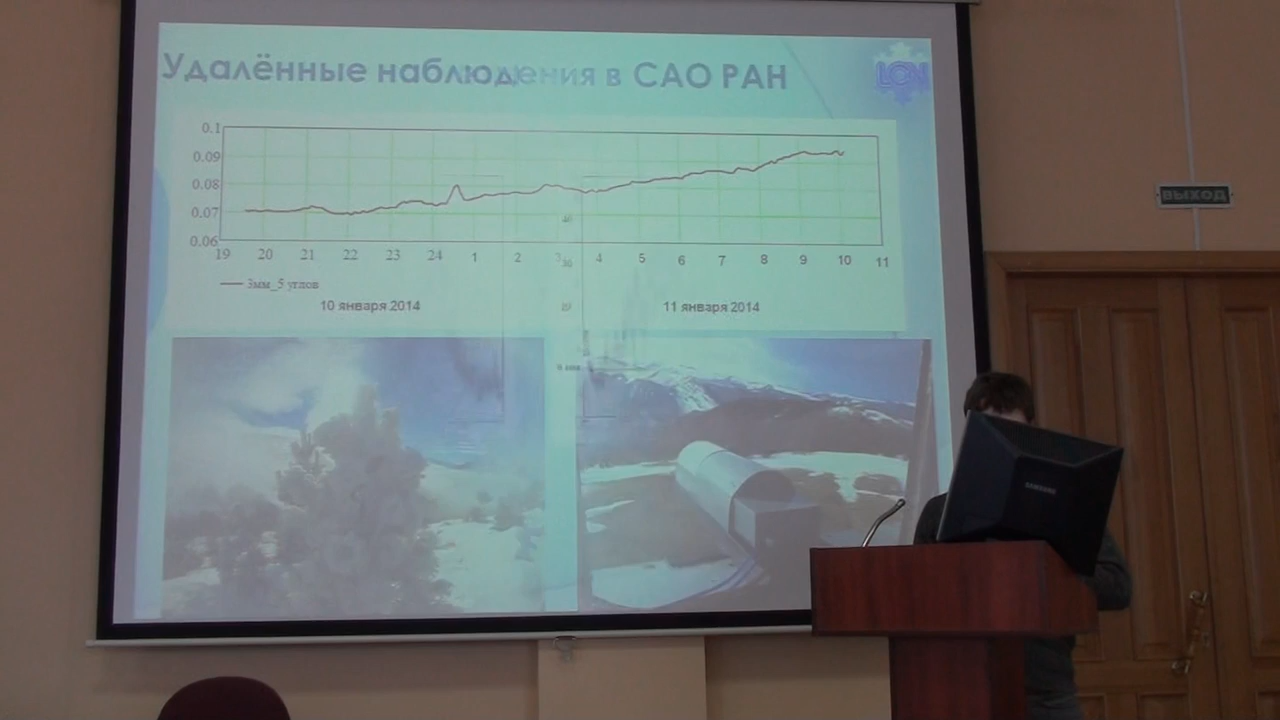 Удалённые наблюдения в САО РАН
LCN
0.1
0.09
0.08
0.07
0.06
19 20 21 22 23 24 1 2 3 4 5 6 7 8 9 10 11
3мм_5 углов
10 января 2014
11 января 2014
ВЫХОД
SAMSUNG